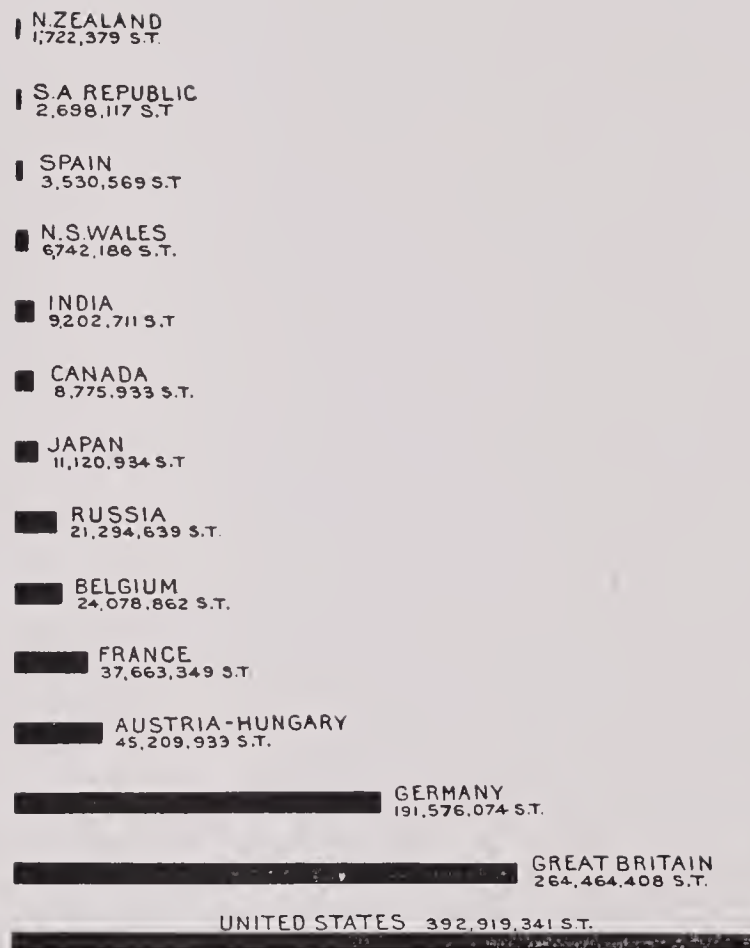 N.ZEALAND
1,722,379 S.T.
S.A REPUBLIC
2,698,117 S.T
SPAIN
3,530,569 S.T
N.S.WALES
6,742,186 S.T.
INDIA
9,202,711 S.T
CANADA
8,775,933 S.T.
JAPAN
11,120,934 S.T
RUSSIA
21,294,639 S.T.
BELGIUM
24,078,862 S.T.
FRANCE
37,663,349 S.T.
AUSTRIA-HUNGARY
45,209,933 S.T.
GERMANY
191,576,074 S.T.
GREAT BRITAIN
264,464,408 S.T.
UNITED STATES 392,919,341 S.T.